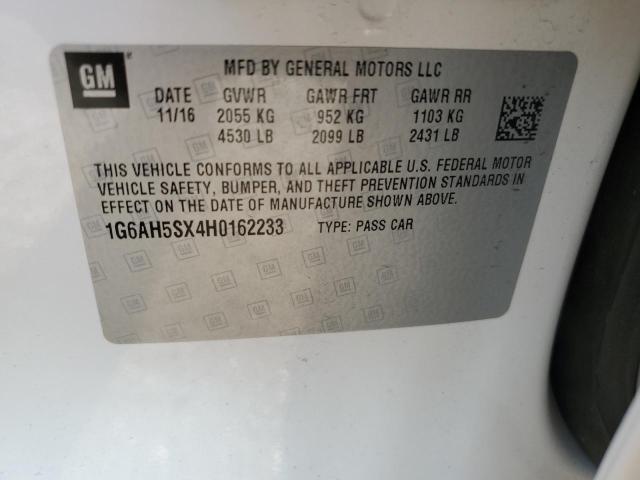 GM
MFD BY GENERAL MOTORS LLC
DATE GVWR GAWR FRT GAWR RR
11/16 2055 KG 952 KG 1103 KG
4530 LB 2099 LB 2431 LB
THIS VEHICLE CONFORMS TO ALL APPLICABLE U.S. FEDERAL MOTOR
VEHICLE SAFETY, BUMPER, AND THEFT PREVENTION STANDARDS IN
EFFECT ON THE DATE OF MANUFACTURE SHOWN ABOVE.
1G6AH5SX4H0162233 TYPE: PASS CAR